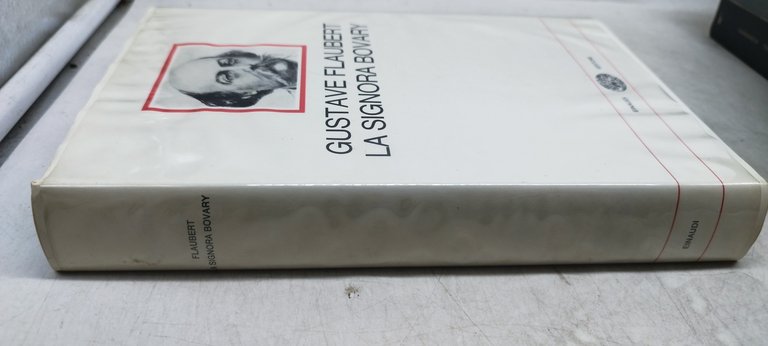 GUSTAVE FLAUBERT
LA SIGNORA BOVARY
FLAUBERT
LA SIGNORA BOVARY
EINAUDI